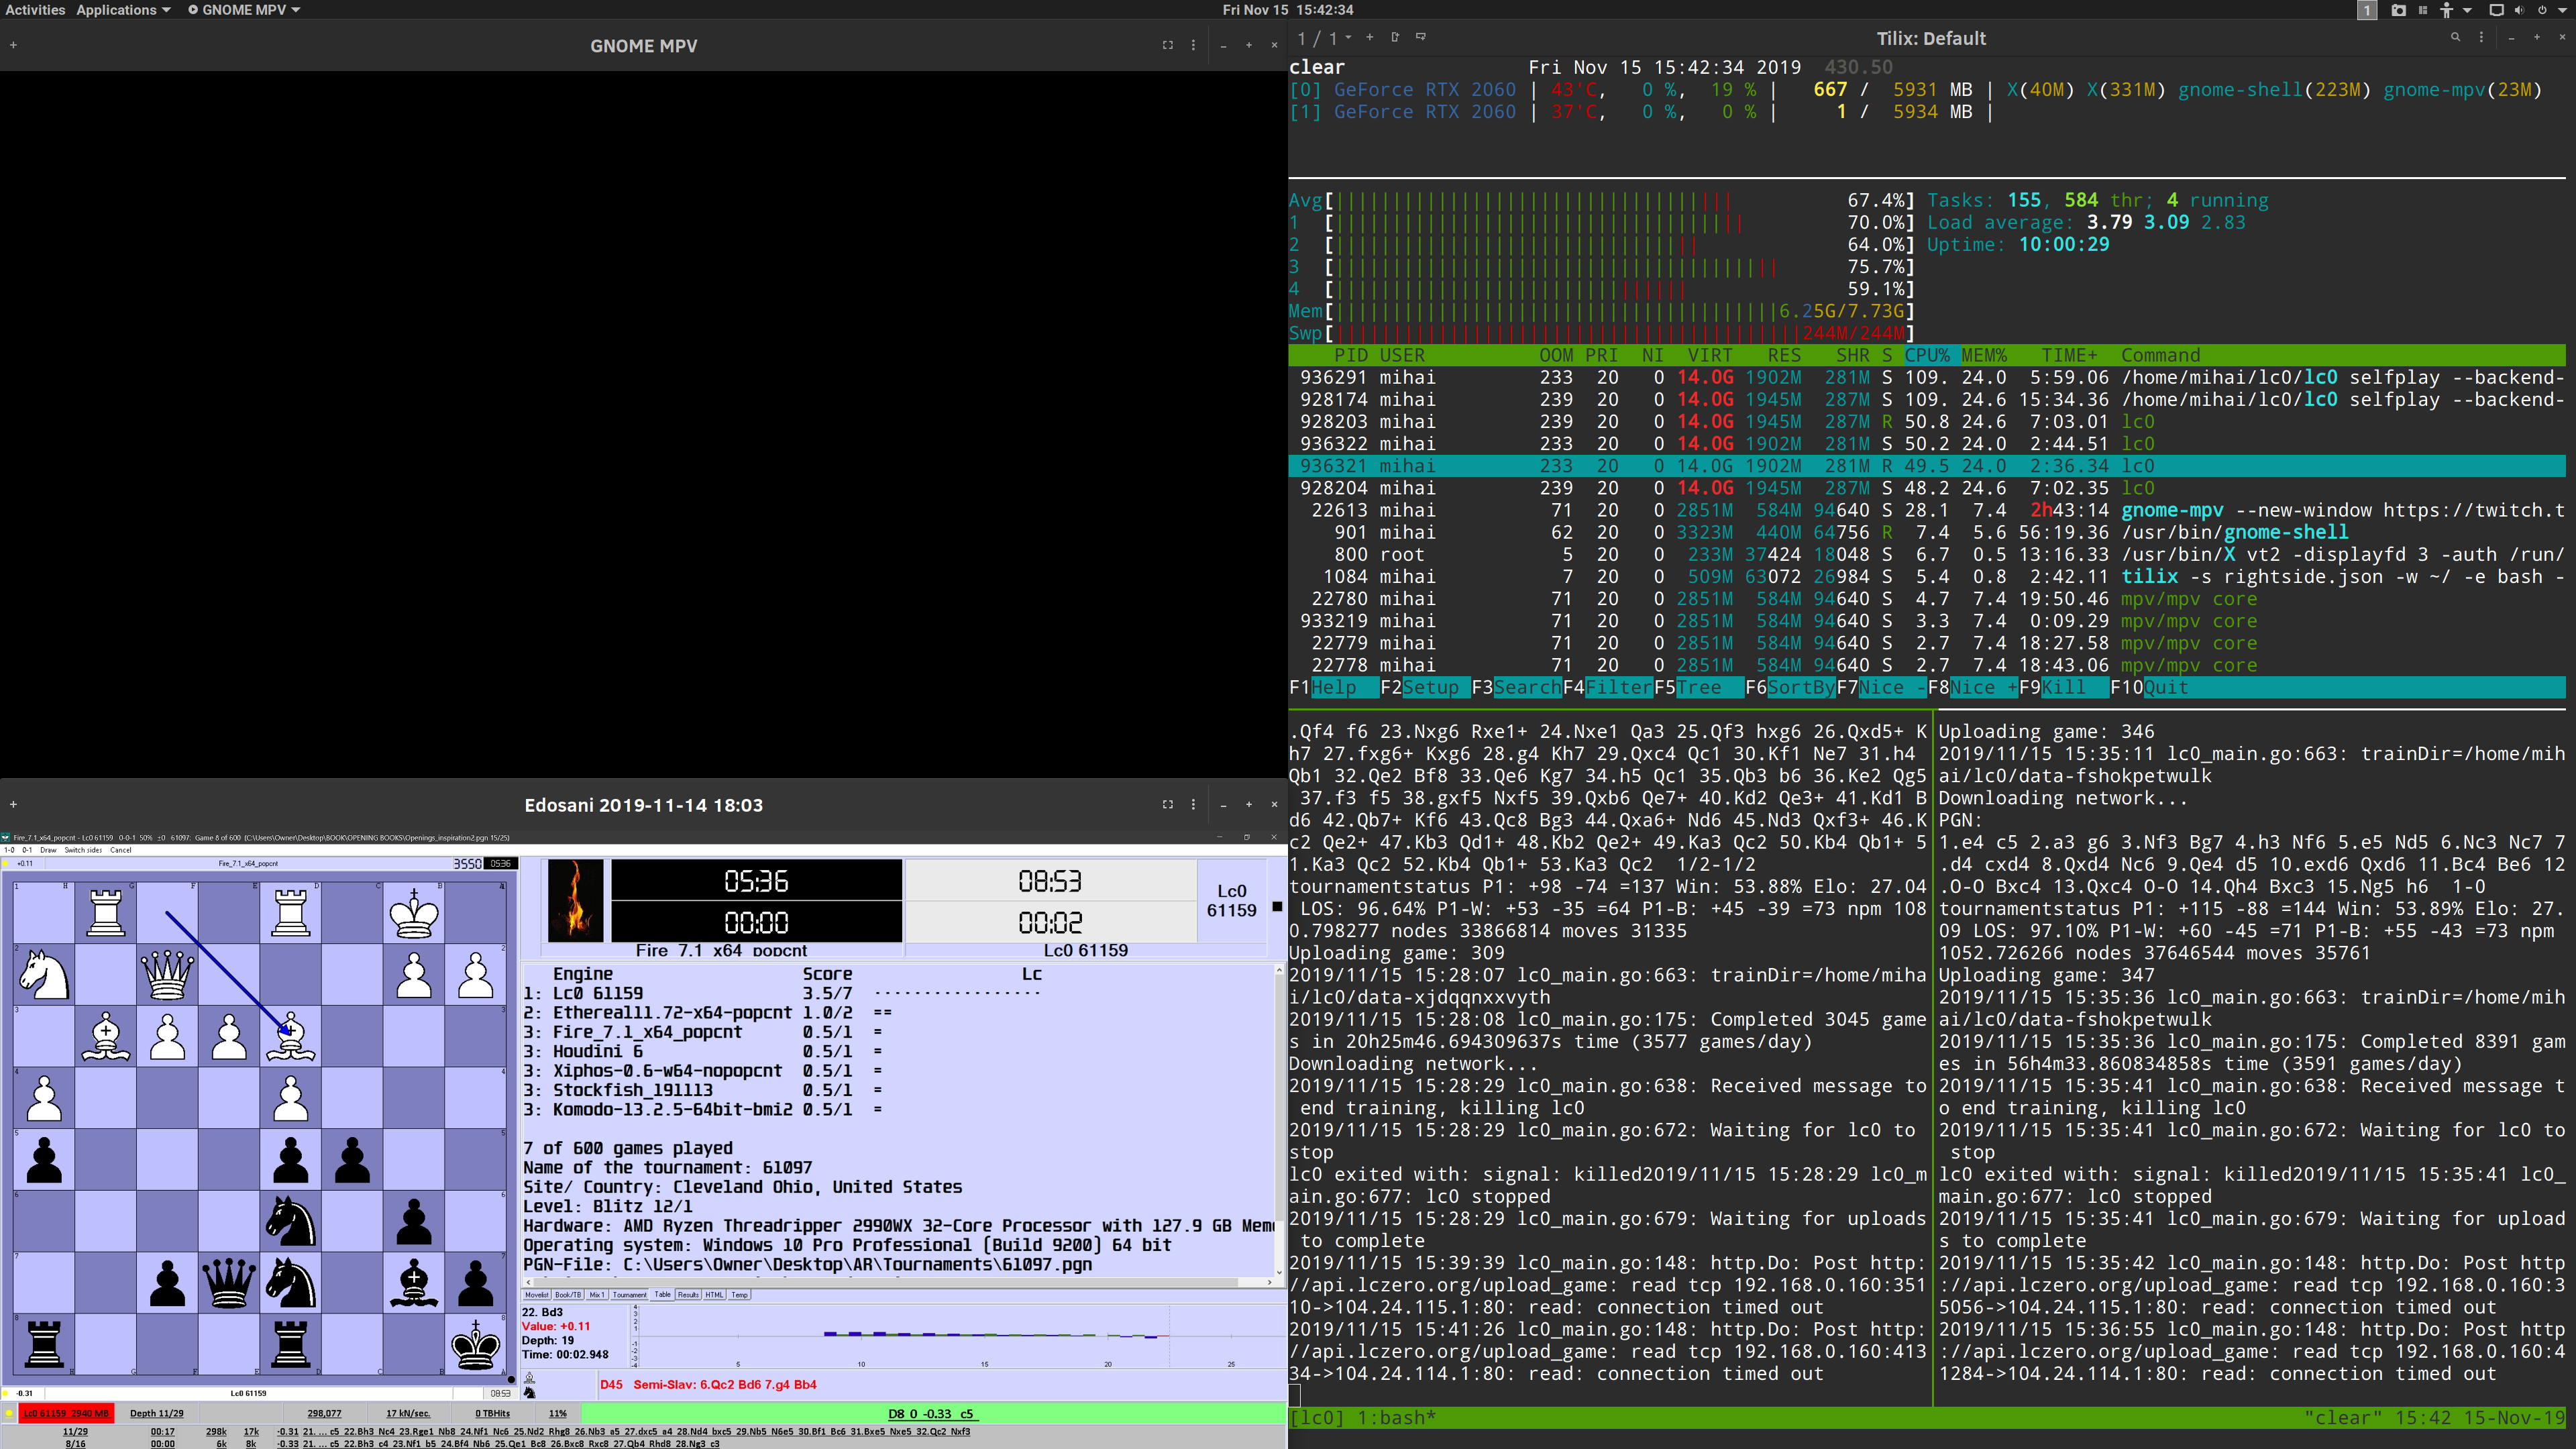 Activities Applications GNOME MPV
Fri Nov 15 15:42:34
1
GNOME MPV
1 / 1
Tilix: Default
clear Fri Nov 15 15:42:34 2019 430.50
[0] GeForce RTX 2060 | 43'C, 0 %, 19 % | 667 / 5931 MB | X(40M) X(331M) gnome-shell(223M) gnome-mpv(23M)
[1] GeForce RTX 2060 | 37'C, 0 %, 0 % | 1 / 5934 MB |
Avg[ 67.4%] Tasks: 155, 584 thr; 4 running
1 [ 70.0%] Load average: 3.79 3.09 2.83
2 [ 64.0%] Uptime: 10:00:29
3 [ 75.7%]
4 [ 59.1%]
Mem[ 6.25G/7.73G]
Swp[ 244M/244M]
PID USER OOM PRI NI VIRT RES SHR S CPU% MEM% TIME+ Command
936291 mihai 233 20 0 14.0G 1902M 281M S 109. 24.0 5:59.06 /home/mihai/lc0/lc0 selfplay --backend-
928174 mihai 239 20 0 14.0G 1945M 287M S 109. 24.6 15:34.36 /home/mihai/lc0/lc0 selfplay --backend-
928203 mihai 239 20 0 14.0G 1945M 287M R 50.8 24.6 7:03.01 lc0
936322 mihai 233 20 0 14.0G 1902M 281M S 50.2 24.0 2:44.51 lc0
936321 mihai 233 20 0 14.0G 1902M 281M R 49.5 24.0 2:36.34 lc0
928204 mihai 239 20 0 14.0G 1945M 287M S 48.2 24.6 7:02.35 lc0
22613 mihai 71 20 0 2851M 584M 94640 S 28.1 7.4 2h43:14 gnome-mpv --new-window https://twitch.t
901 mihai 62 20 0 3323M 440M 64756 R 7.4 5.6 56:19.36 /usr/bin/gnome-shell
800 root 5 20 0 233M 37424 18048 S 6.7 0.5 13:16.33 /usr/bin/X vt2 -displayfd 3 -auth /run/
1084 mihai 7 20 0 509M 63072 26984 S 5.4 0.8 2:42.11 tilix -s rightside.json -w ~/ -e bash -
22780 mihai 71 20 0 2851M 584M 94640 S 4.7 7.4 19:50.46 mpv/mpv core
933219 mihai 71 20 0 2851M 584M 94640 S 3.3 7.4 0:09.29 mpv/mpv core
22779 mihai 71 20 0 2851M 584M 94640 S 2.7 7.4 18:27.58 mpv/mpv core
22778 mihai 71 20 0 2851M 584M 94640 S 2.7 7.4 18:43.06 mpv/mpv core
F1Help F2Setup F3SearchF4FilterF5Tree F6SortByF7Nice -F8Nice +F9Kill F10Quit
.Qf4 f6 23.Nxg6 Rxe1+ 24.Nxe1 Qa3 25.Qf3 hxg6 26.Qxd5+ K
h7 27.fxg6+ Kxg6 28.g4 Kh7 29.Qxc4 Qc1 30.Kf1 Ne7 31.h4
Qb1 32.Qe2 Bf8 33.Qe6 Kg7 34.h5 Qc1 35.Qb3 b6 36.Ke2 Qg5
37.f3 f5 38.gxf5 Nxf5 39.Qxb6 Qe7+ 40.Kd2 Qe3+ 41.Kd1 B
d6 42.Qb7+ Kf6 43.Qc8 Bg3 44.Qxa6+ Nd6 45.Nd3 Qxf3+ 46.K
c2 Qe2+ 47.Kb3 Qd1+ 48.Kb2 Qe2+ 49.Ka3 Qc2 50.Kb4 Qb1+ 5
1.Ka3 Qc2 52.Kb4 Qb1+ 53.Ka3 Qc2 1/2-1/2
tournamentstatus P1: +98 -74 =137 Win: 53.88% Elo: 27.04
LOS: 96.64% P1-W: +53 -35 =64 P1-B: +45 -39 =73 npm 108
0.798277 nodes 33866814 moves 31335
Uploading game: 309
2019/11/15 15:28:07 lc0_main.go:663: trainDir=/home/miha
i/lc0/data-xjdqqnxxvyth
2019/11/15 15:28:08 lc0_main.go:175: Completed 3045 game
s in 20h25m46.694309637s time (3577 games/day)
Downloading network...
2019/11/15 15:28:29 lc0_main.go:638: Received message to
end training, killing lc0
2019/11/15 15:28:29 lc0_main.go:672: Waiting for lc0 to
stop
lc0 exited with: signal: killed2019/11/15 15:28:29 lc0_m
ain.go:677: lc0 stopped
2019/11/15 15:28:29 lc0_main.go:679: Waiting for uploads
to complete
2019/11/15 15:39:39 lc0_main.go:148: http.Do: Post http:
//api.lczero.org/upload_game: read tcp 192.168.0.160:351
10->104.24.115.1:80: read: connection timed out
2019/11/15 15:41:26 lc0_main.go:148: http.Do: Post http:
//api.lczero.org/upload_game: read tcp 192.168.0.160:413
34->104.24.114.1:80: read: connection timed out
Uploading game: 346
2019/11/15 15:35:11 lc0_main.go:663: trainDir=/home/mih
ai/lc0/data-fshokpetwulk
Downloading network...
PGN:
1.e4 c5 2.a3 g6 3.Nf3 Bg7 4.h3 Nf6 5.e5 Nd5 6.Nc3 Nc7 7
.d4 cxd4 8.Qxd4 Nc6 9.Qe4 d5 10.exd6 Qxd6 11.Bc4 Be6 12
.O-O Bxc4 13.Qxc4 O-O 14.Qh4 Bxc3 15.Ng5 h6 1-0
tournamentstatus P1: +115 -88 =144 Win: 53.89% Elo: 27.
09 LOS: 97.10% P1-W: +60 -45 =71 P1-B: +55 -43 =73 npm
1052.726266 nodes 37646544 moves 35761
Uploading game: 347
2019/11/15 15:35:36 lc0_main.go:663: trainDir=/home/mih
ai/lc0/data-fshokpetwulk
2019/11/15 15:35:36 lc0_main.go:175: Completed 8391 gam
es in 56h4m33.860834858s time (3591 games/day)
2019/11/15 15:35:41 lc0_main.go:638: Received message t
o end training, killing lc0
2019/11/15 15:35:41 lc0_main.go:672: Waiting for lc0 to
stop
lc0 exited with: signal: killed2019/11/15 15:35:41 lc0_
main.go:677: lc0 stopped
2019/11/15 15:35:41 lc0_main.go:679: Waiting for upload
s to complete
2019/11/15 15:35:42 lc0_main.go:148: http.Do: Post http
://api.lczero.org/upload_game: read tcp 192.168.0.160:3
5056->104.24.115.1:80: read: connection timed out
2019/11/15 15:36:55 lc0_main.go:148: http.Do: Post http
://api.lczero.org/upload_game: read tcp 192.168.0.160:4
1284->104.24.114.1:80: read: connection timed out
[lc0] 1:bash* "clear" 15:42 15-Nov-19
Edosani 2019-11-14 18:03
Fire_7.1_x64_popcnt - Lc0 61159 0-0-1 50% ±0 61097: Game 8 of 600 (C:\Users\Owner\Desktop\BOOK\OPENING BOOKS\Openings_inspiration2.pgn 15/25)
1-0 0-1 Draw Switch sides Cancel
+0.11 Fire_7.1_x64_popcnt 3550 05:36
05:36 08:53
00:00 00:02
Lc0
61159
Fire 7.1 x64 popcnt Lc0 61159
Engine Score Lc
1: Lc0 61159 3.5/7 - - - - - - - - - - - - - - - - -
2: Ethereal11.72-x64-popcnt 1.0/2 ==
3: Fire_7.1_x64_popcnt 0.5/1 =
3: Houdini 6 0.5/1 =
3: Xiphos-0.6-w64-nopopcnt 0.5/1 =
3: Stockfish_191113 0.5/1 =
3: Komodo-13.2.5-64bit-bmi2 0.5/1 =
7 of 600 games played
Name of the tournament: 61097
Site/ Country: Cleveland Ohio, United States
Level: Blitz 12/1
Hardware: AMD Ryzen Threadripper 2990WX 32-Core Processor with 127.9 GB Mem
Operating system: Windows 10 Pro Professional (Build 9200) 64 bit
PGN-File: C:\Users\Owner\Desktop\AR\Tournaments\61097.pgn
Movelist Book/TB Mix 1 Tournament Table Results HTML Temp
22. Bd3
Value: +0.11
Depth: 19
Time: 00:02.948
5 10 15 20 25
D45 Semi-Slav: 6.Qc2 Bd6 7.g4 Bb4
-0.31 Lc0 61159 08:53
Lc0 61159 2940 MB Depth 11/29 298,077 17 kN/sec. 0 TBHits 11% D8 0 -0.33 c5
11/29 00:17 298k 17k -0.31 21. ... c5 22.Bh3 Nc4 23.Rge1 Nb8 24.Nf1 Nc6 25.Nd2 Rhg8 26.Nb3 a5 27.dxc5 a4 28.Nd4 bxc5 29.Nb5 N6e5 30.Bf1 Bc6 31.Bxe5 Nxe5 32.Qc2 Nxf3
8/16 00:00 6k 8k -0.33 21. ... c5 22.Bh3 c4 23.Nf1 b5 24.Bf4 Nb6 25.Qe1 Bc8 26.Bxc8 Rxc8 27.Qb4 Rhd8 28.Ng3 c3